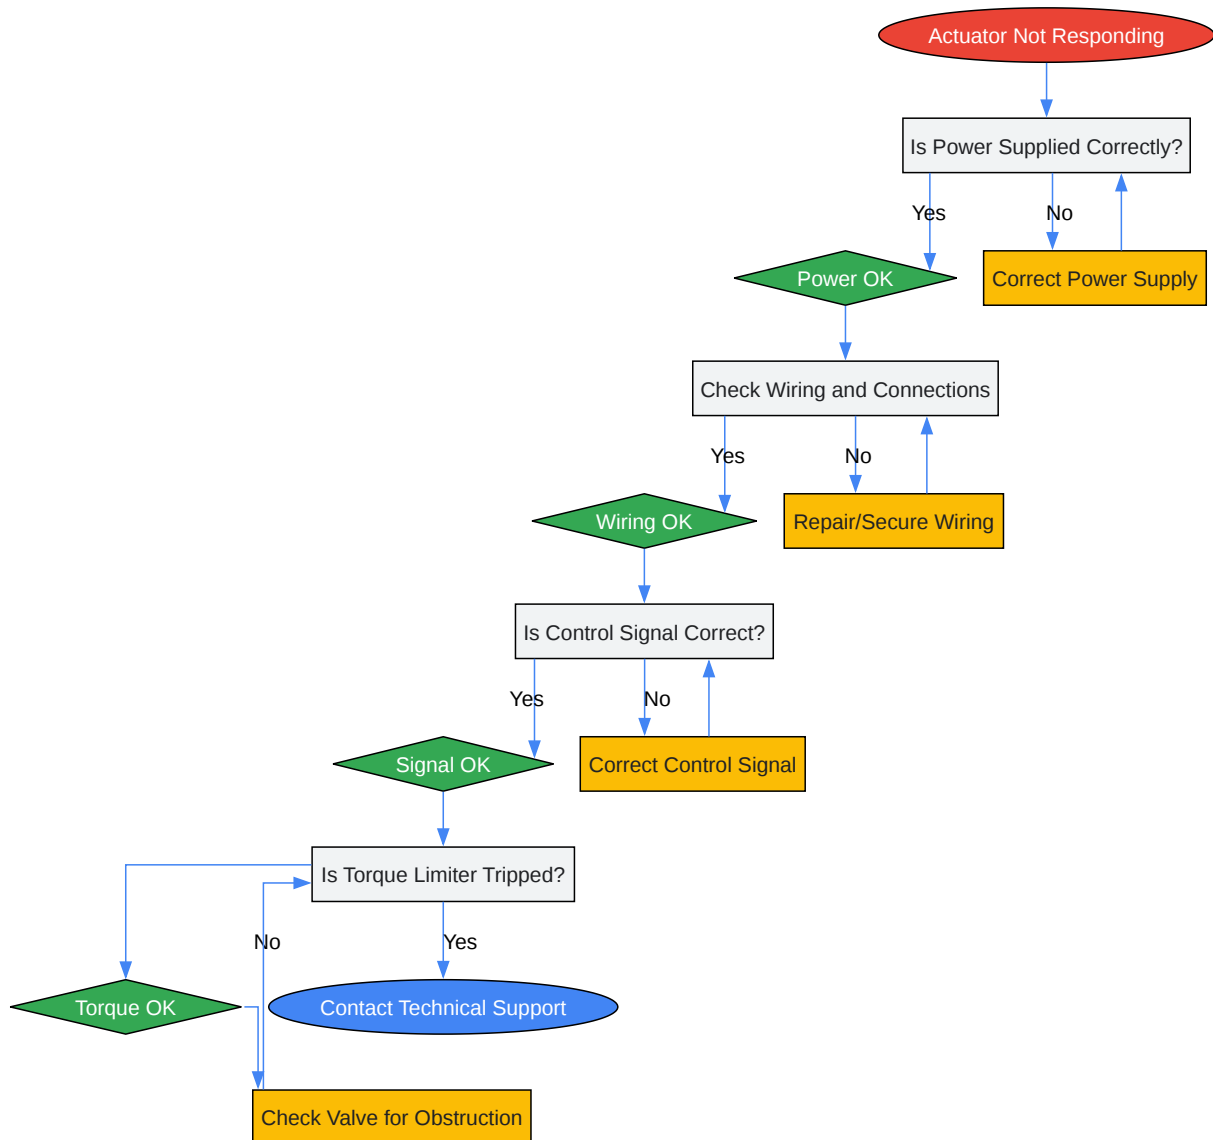 Actuator Not Responding
Is Power Supplied Correctly?
Yes
No
Power OK
Correct Power Supply
Check Wiring and Connections
Yes
No
Wiring OK
Repair/Secure Wiring
Is Control Signal Correct?
Yes
No
Signal OK
Correct Control Signal
Is Torque Limiter Tripped?
No
Yes
Torque OK
Contact Technical Support
Check Valve for Obstruction